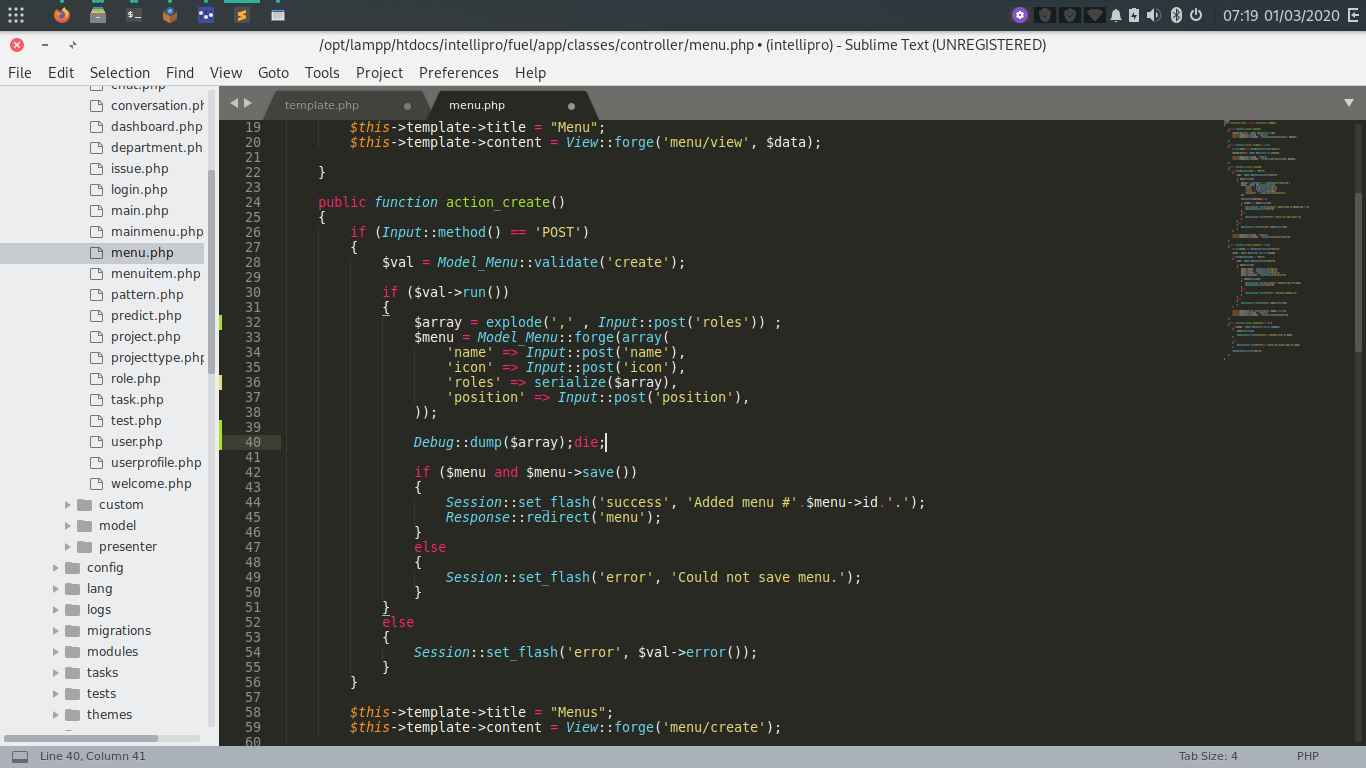 07:19 01/03/2020
/opt/lampp/htdocs/intellipro/fuel/app/classes/controller/menu.php • (intellipro) - Sublime Text (UNREGISTERED)
File Edit Selection Find View Goto Tools Project Preferences Help
chat.php
conversation.ph
dashboard.php
department.ph
issue.php
login.php
main.php
mainmenu.php
menu.php
menuitem.php
pattern.php
predict.php
project.php
projecttype.php
role.php
task.php
test.php
user.php
userprofile.php
welcome.php
custom
model
presenter
config
lang
logs
migrations
modules
tasks
tests
themes
template.php
menu.php
19 $this->template->title = "Menu";
20 $this->template->content = View::forge('menu/view', $data);
21
22 }
23
24 public function action_create()
25 {
26 if (Input::method() == 'POST')
27 {
28 $val = Model_Menu::validate('create');
29
30 if ($val->run())
31 {
32 $array = explode(',' , Input::post('roles')) ;
33 $menu = Model_Menu::forge(array(
34 'name' => Input::post('name'),
35 'icon' => Input::post('icon'),
36 'roles' => serialize($array),
37 'position' => Input::post('position'),
38 ));
39
40 Debug::dump($array);die;
41
42 if ($menu and $menu->save())
43 {
44 Session::set_flash('success', 'Added menu #'.$menu->id.'.');
45 Response::redirect('menu');
46 }
47 else
48 {
49 Session::set_flash('error', 'Could not save menu.');
50 }
51 }
52 else
53 {
54 Session::set_flash('error', $val->error());
55 }
56 }
57
58 $this->template->title = "Menus";
59 $this->template->content = View::forge('menu/create');
60
Line 40, Column 41
Tab Size: 4
PHP